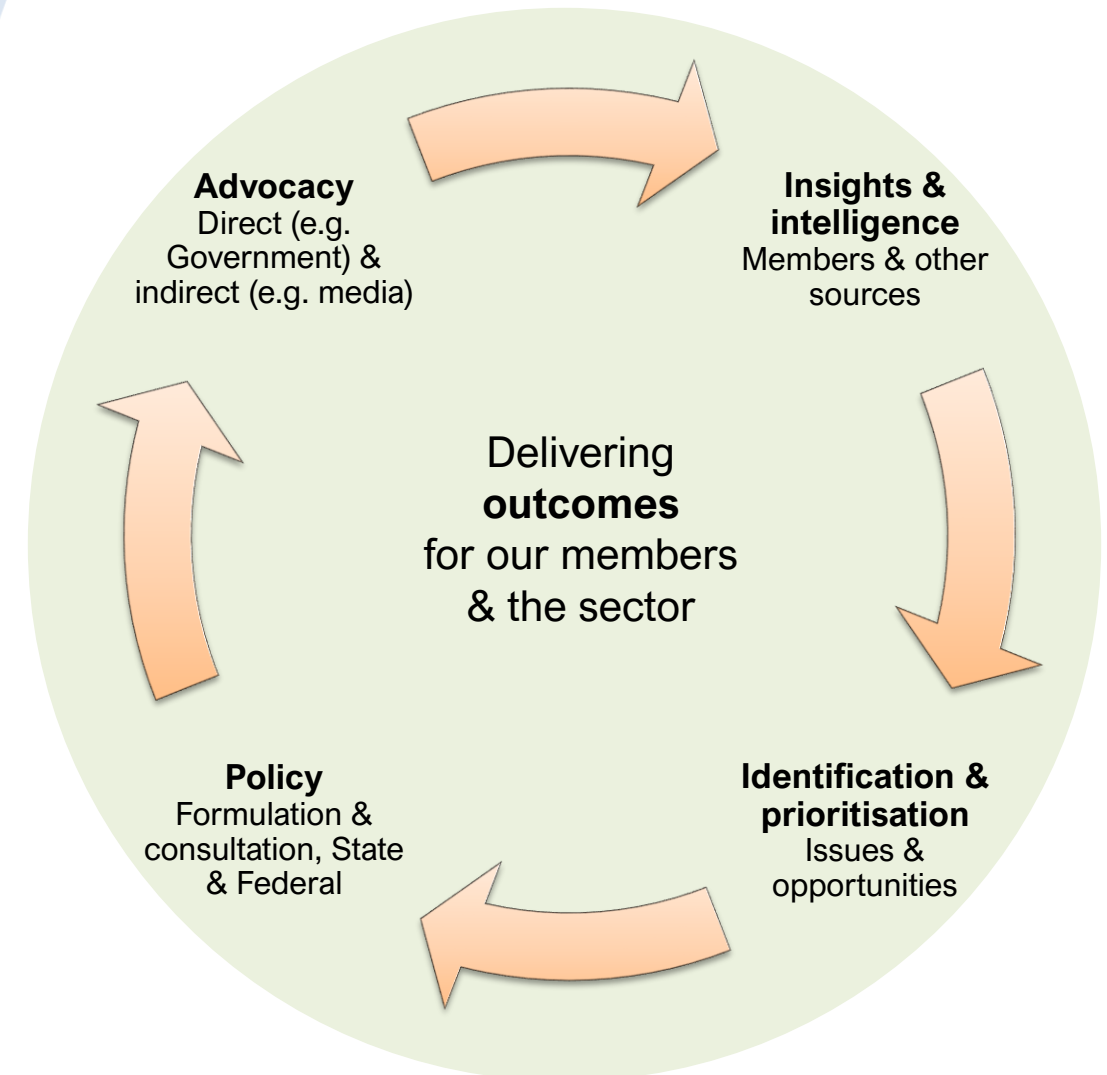 Advocacy
Direct (e.g.
Government) &
indirect (e.g. media)
Insights &
intelligence
Members & other
sources
Delivering
outcomes
for our members
& the sector
Policy
Formulation &
consultation, State
& Federal
Identification &
prioritisation
Issues &
opportunities